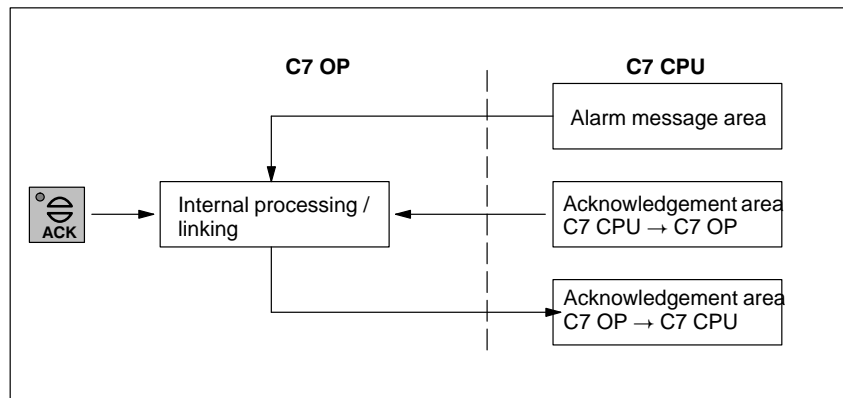 C7 OP
C7 CPU
Alarm message area
ACK
Internal processing /
linking
Acknowledgement area
C7 CPU → C7 OP
Acknowledgement area
C7 OP → C7 CPU